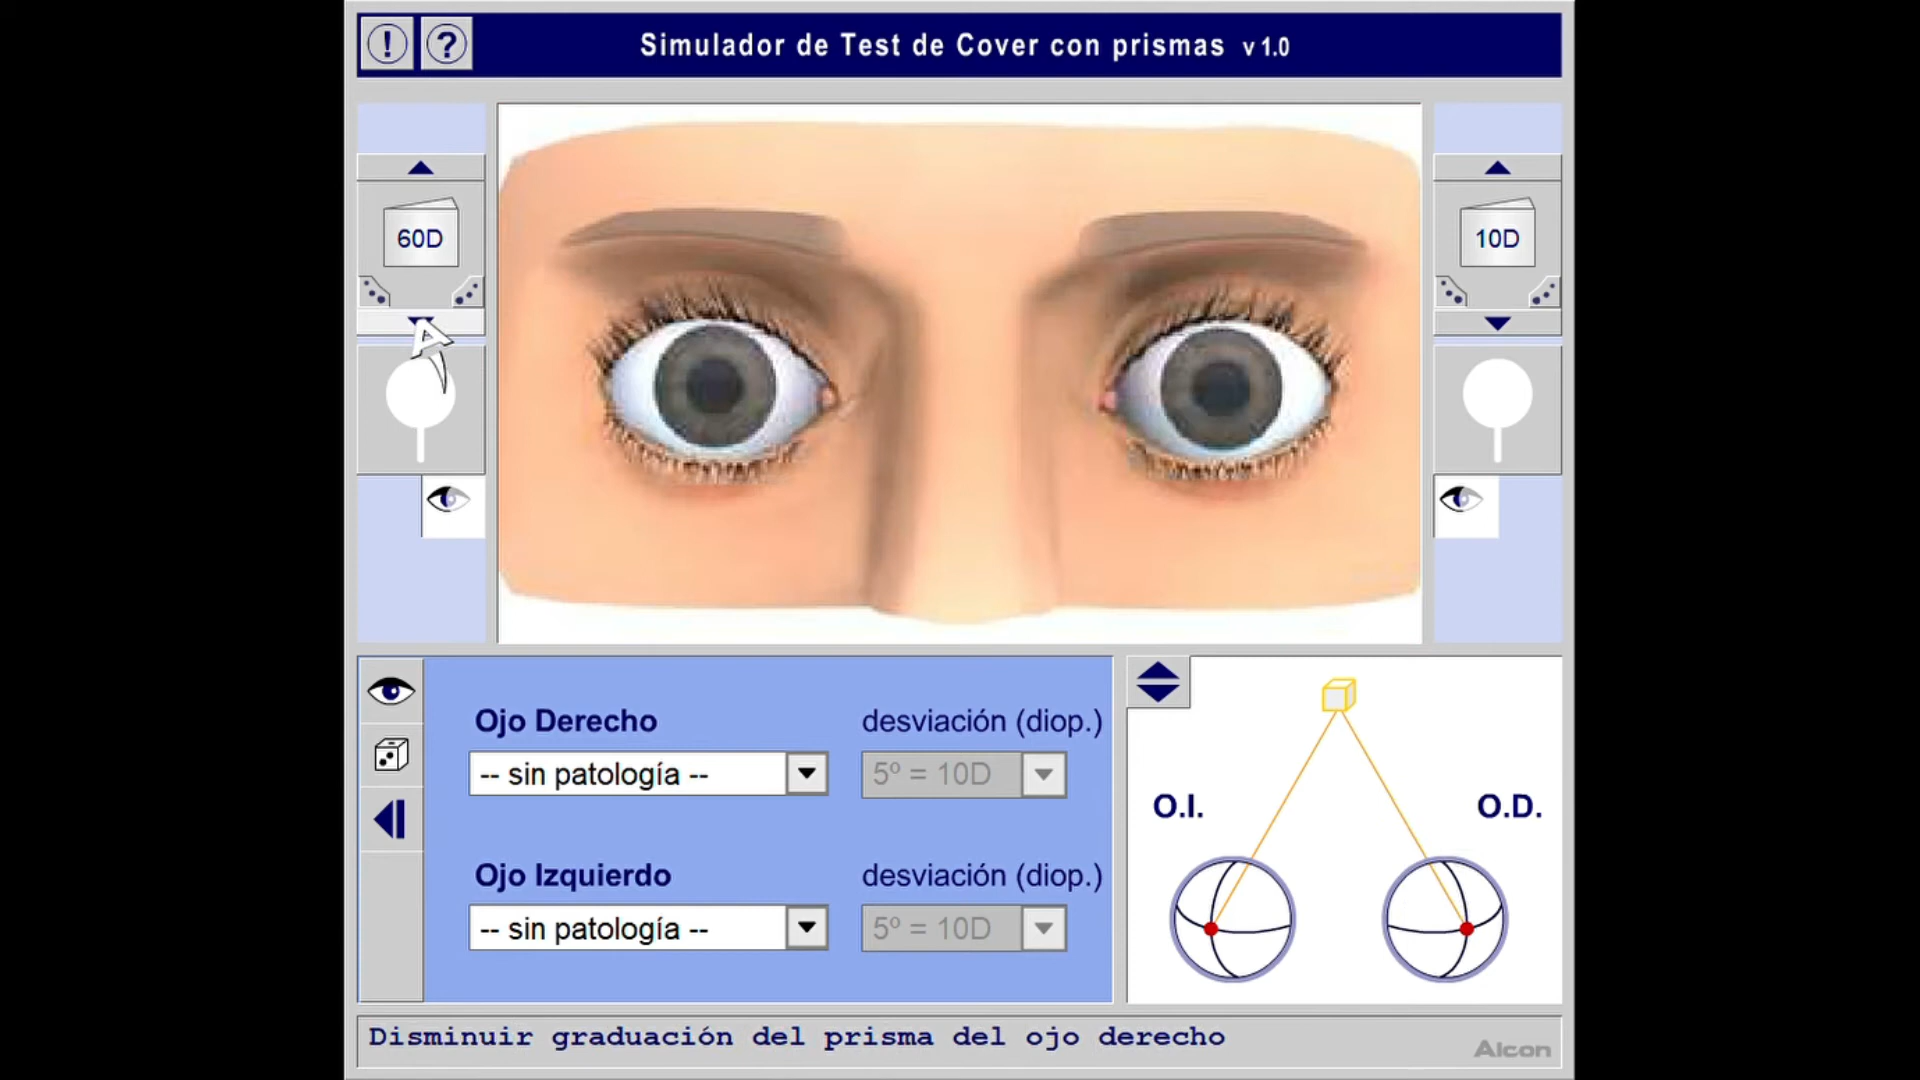 ! ? Simulador de Test de Cover con prismas v 1.0
60D
10D
A
Ojo Derecho desviación (diop.)
-- sin patología -- 5º = 10D
O.I. O.D.
Ojo Izquierdo desviación (diop.)
-- sin patología -- 5º = 10D
Disminuir graduación del prisma del ojo derecho
Alcon